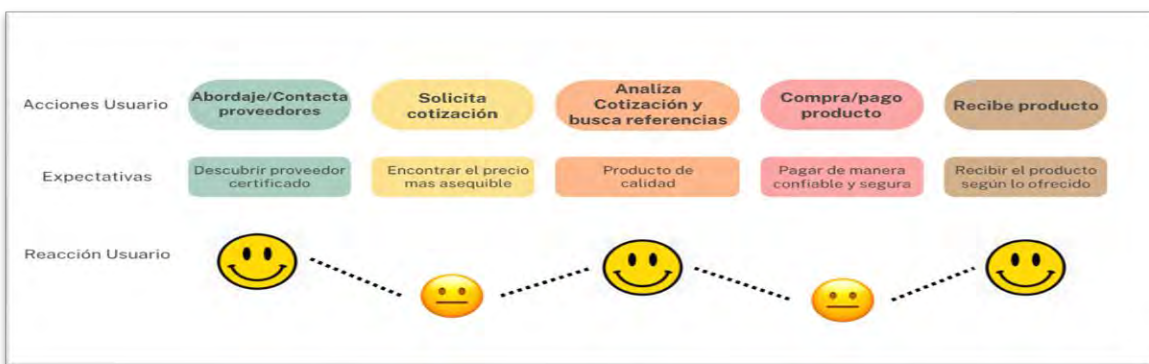 Acciones Usuario
Abordaje/Contacta
proveedores
Solicita
cotización
Analiza
Cotización y
busca referencias
Compra/pago
producto
Recibe producto
Expectativas
Descubrir proveedor
certificado
Encontrar el precio
mas asequible
Producto de
calidad
Pagar de manera
confiable y segura
Recibir el producto
según lo ofrecido
Reacción Usuario